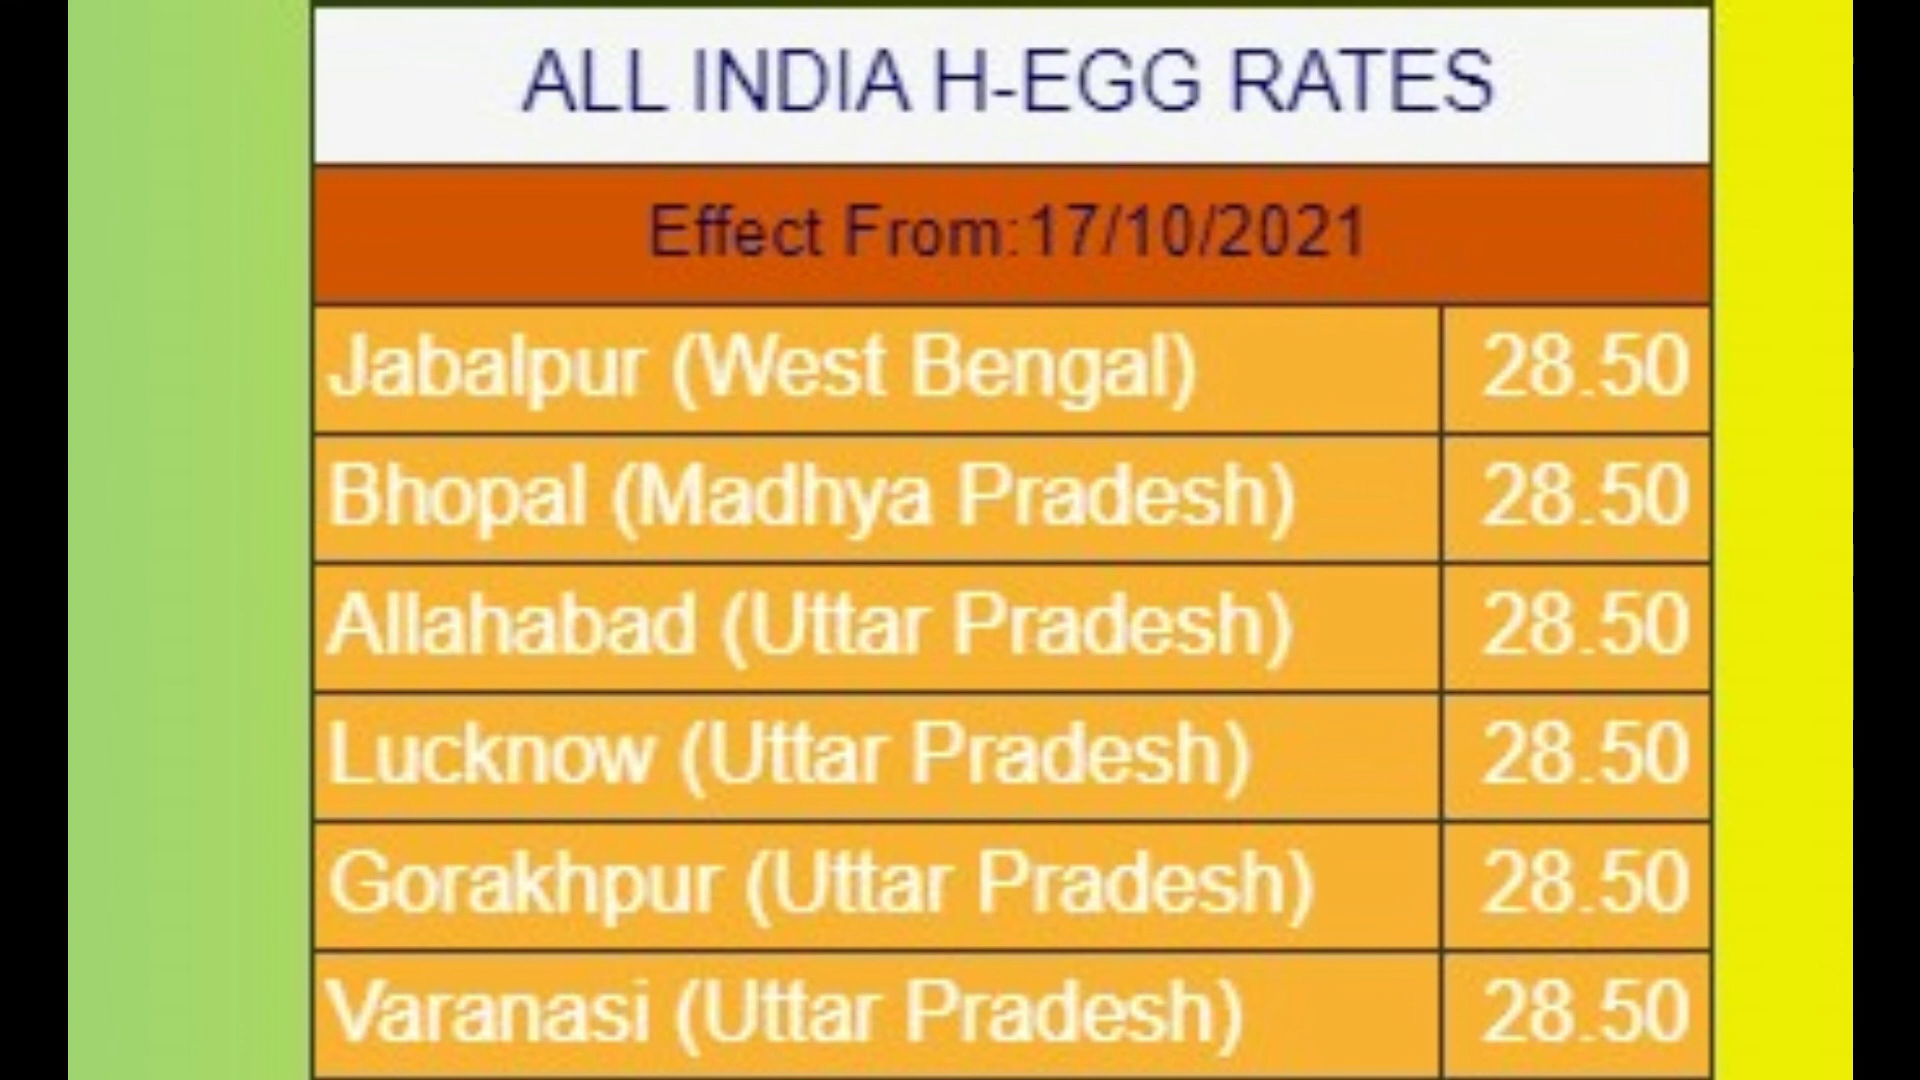 ALL INDIA H-EGG RATES
Effect From:17/10/2021
Jabalpur (West Bengal) 28.50
Bhopal (Madhya Pradesh) 28.50
Allahabad (Uttar Pradesh) 28.50
Lucknow (Uttar Pradesh) 28.50
Gorakhpur (Uttar Pradesh) 28.50
Varanasi (Uttar Pradesh) 28.50